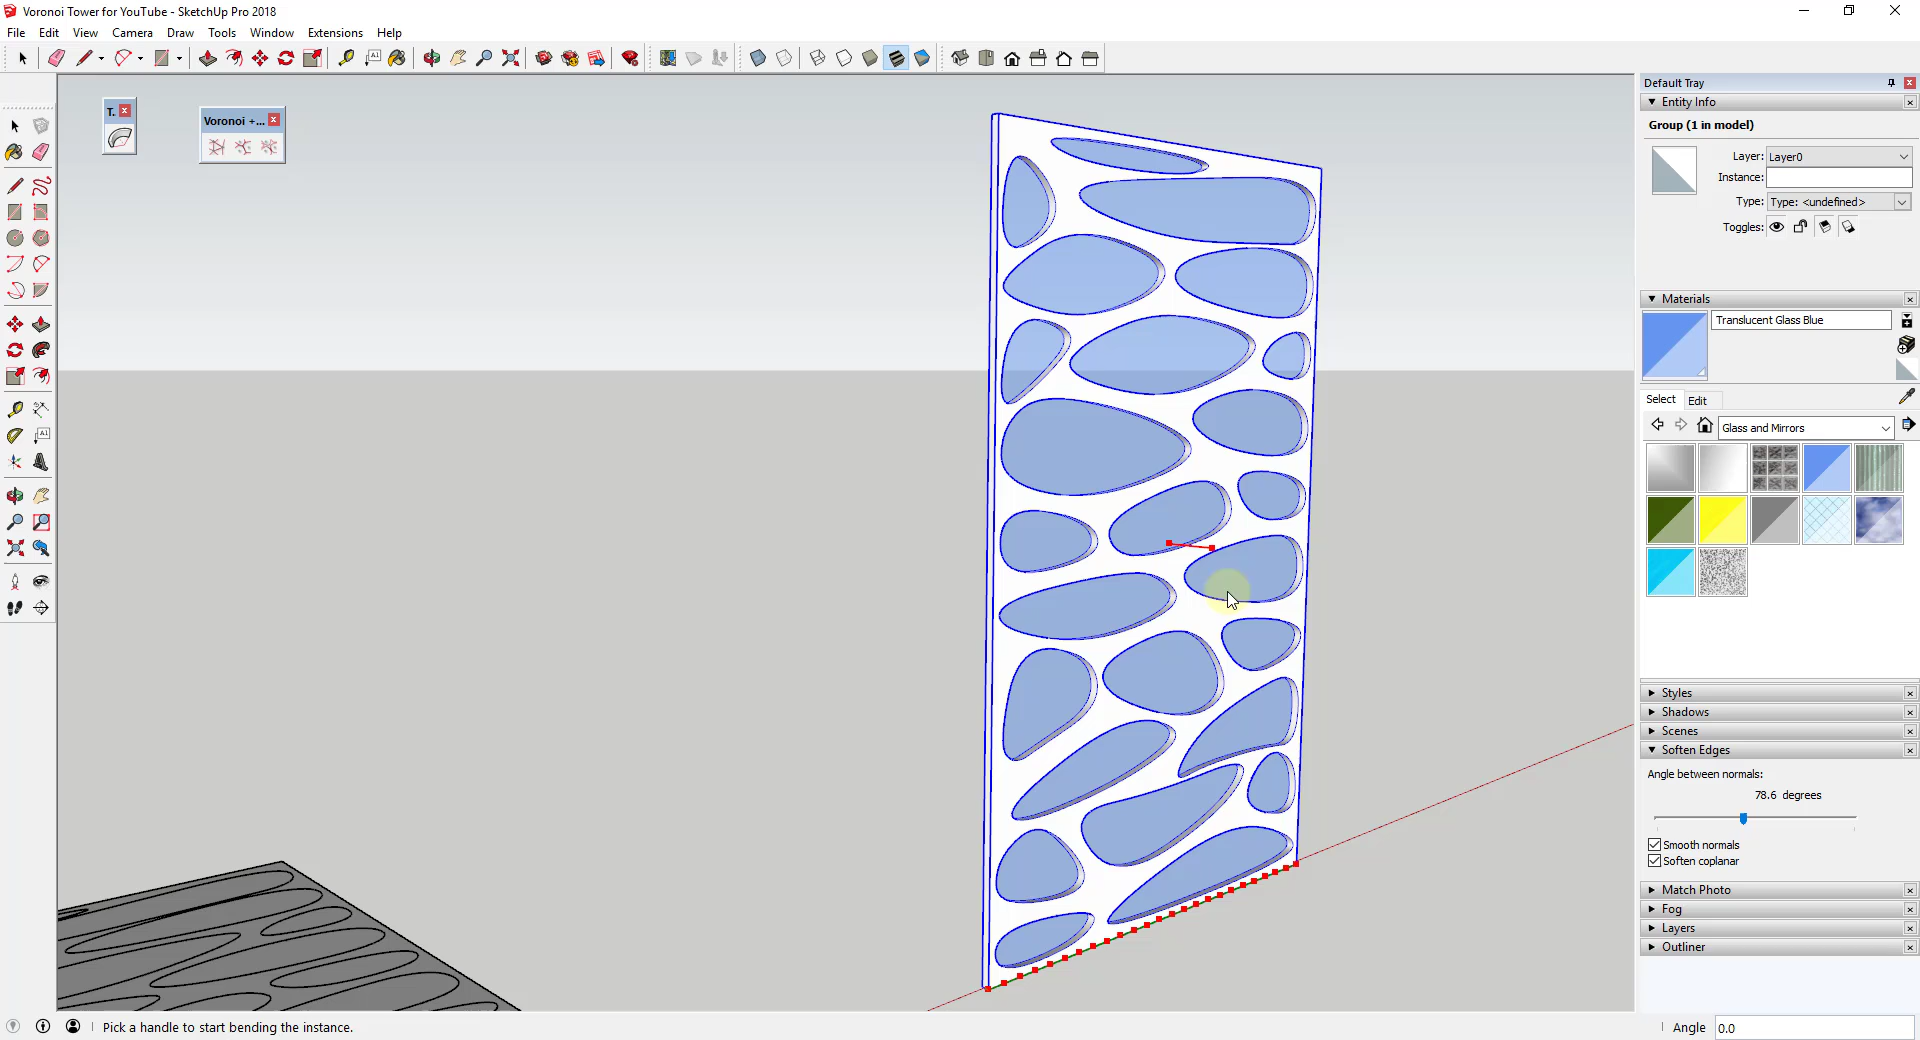 Voronoi Tower for YouTube - SketchUp Pro 2018
File Edit View Camera Draw Tools Window Extensions Help
Default Tray
Entity Info
Group (1 in model)
Layer: Layer0
Instance:
Type: Type: <undefined>
Toggles:
T.
Voronoi +...
Materials
Translucent Glass Blue
Select Edit
Glass and Mirrors
Styles
Shadows
Scenes
Soften Edges
Angle between normals:
78.6 degrees
Smooth normals
Soften coplanar
Match Photo
Fog
Layers
Outliner
Pick a handle to start bending the instance.
Angle 0.0